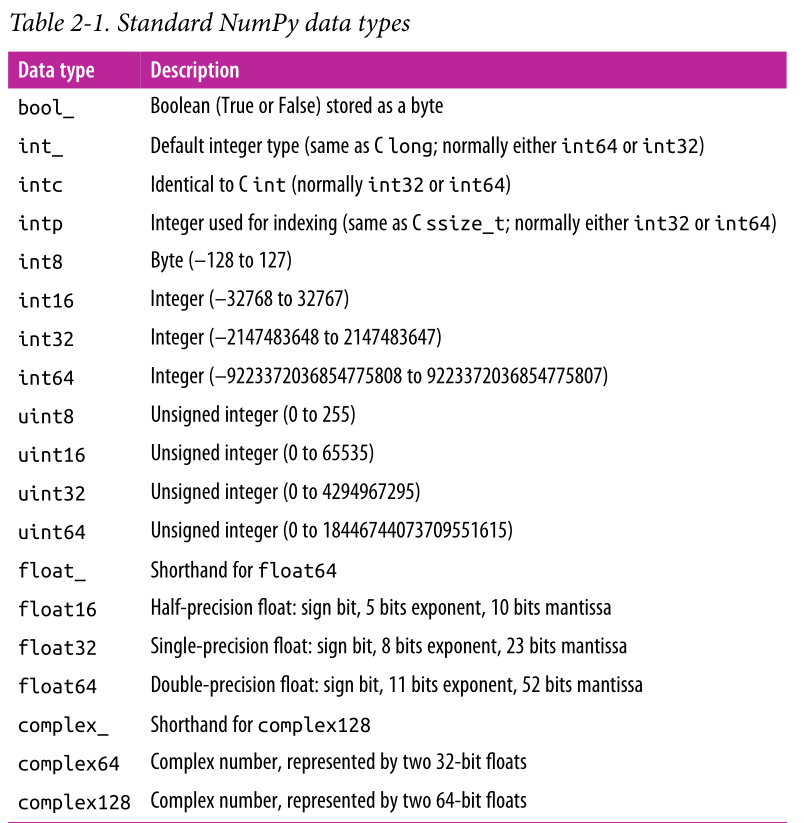 Table 2-1. Standard NumPy data types
Data type Description
bool_ Boolean (True or False) stored as a byte
int_ Default integer type (same as C long; normally either int64 or int32)
intc Identical to C int (normally int32 or int64)
intp Integer used for indexing (same as C ssize_t; normally either int32 or int64)
int8 Byte (–128 to 127)
int16 Integer (–32768 to 32767)
int32 Integer (–2147483648 to 2147483647)
int64 Integer (–9223372036854775808 to 9223372036854775807)
uint8 Unsigned integer (0 to 255)
uint16 Unsigned integer (0 to 65535)
uint32 Unsigned integer (0 to 4294967295)
uint64 Unsigned integer (0 to 18446744073709551615)
float_ Shorthand for float64
float16 Half-precision float: sign bit, 5 bits exponent, 10 bits mantissa
float32 Single-precision float: sign bit, 8 bits exponent, 23 bits mantissa
float64 Double-precision float: sign bit, 11 bits exponent, 52 bits mantissa
complex_ Shorthand for complex128
complex64 Complex number, represented by two 32-bit floats
complex128 Complex number, represented by two 64-bit floats